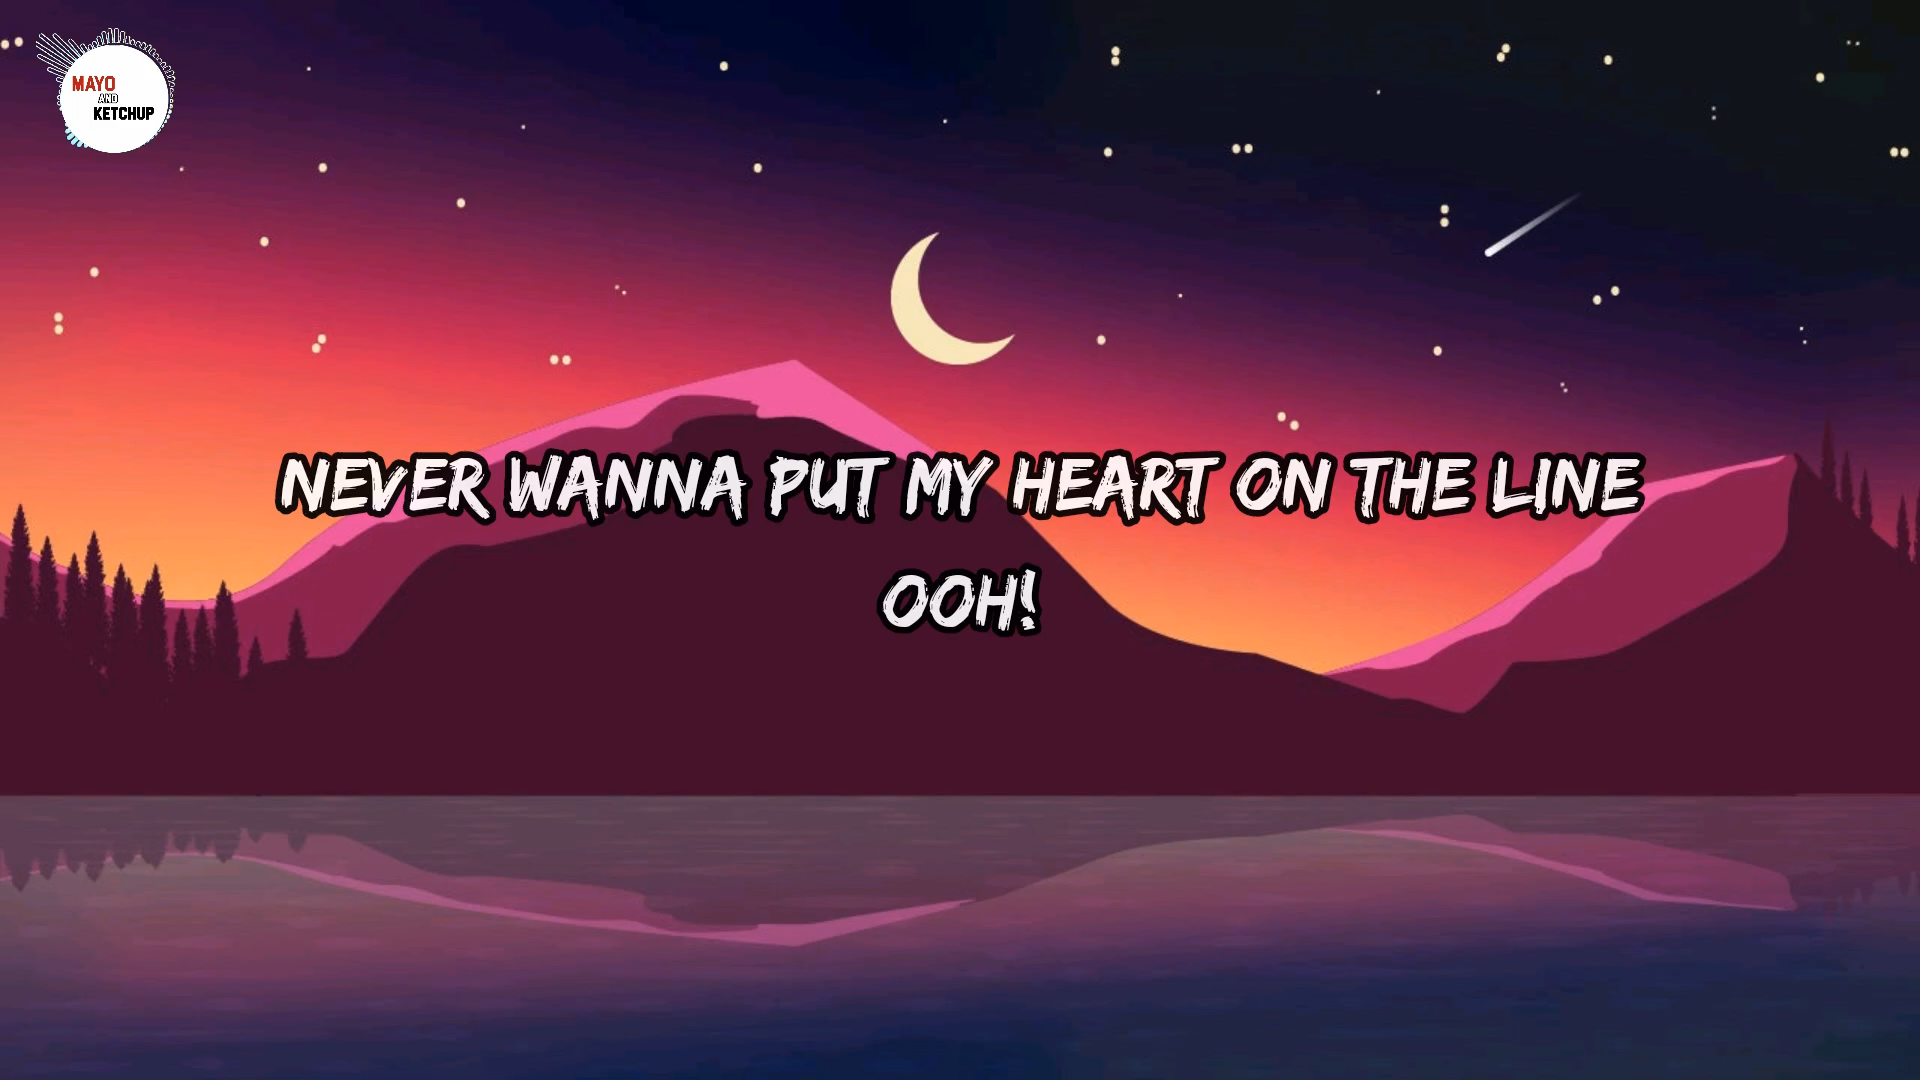 MAYO
AND
KETCHUP
NEVER WANNA PUT MY HEART ON THE LINE
OOH!